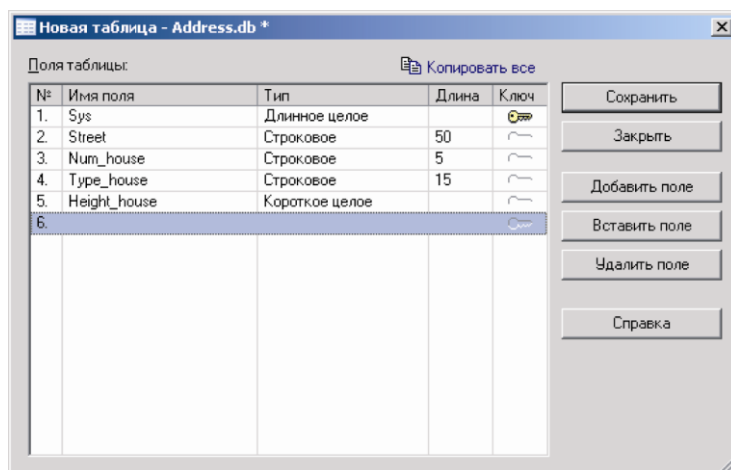 Новая таблица - Address.db *
Поля таблицы: Копировать все
№ Имя поля Тип Длина Ключ
1. Sys Длинное целое
2. Street Строковое 50
3. Num_house Строковое 5
4. Type_house Строковое 15
5. Height_house Короткое целое
6.
Сохранить
Закрыть
Добавить поле
Вставить поле
Удалить поле
Справка